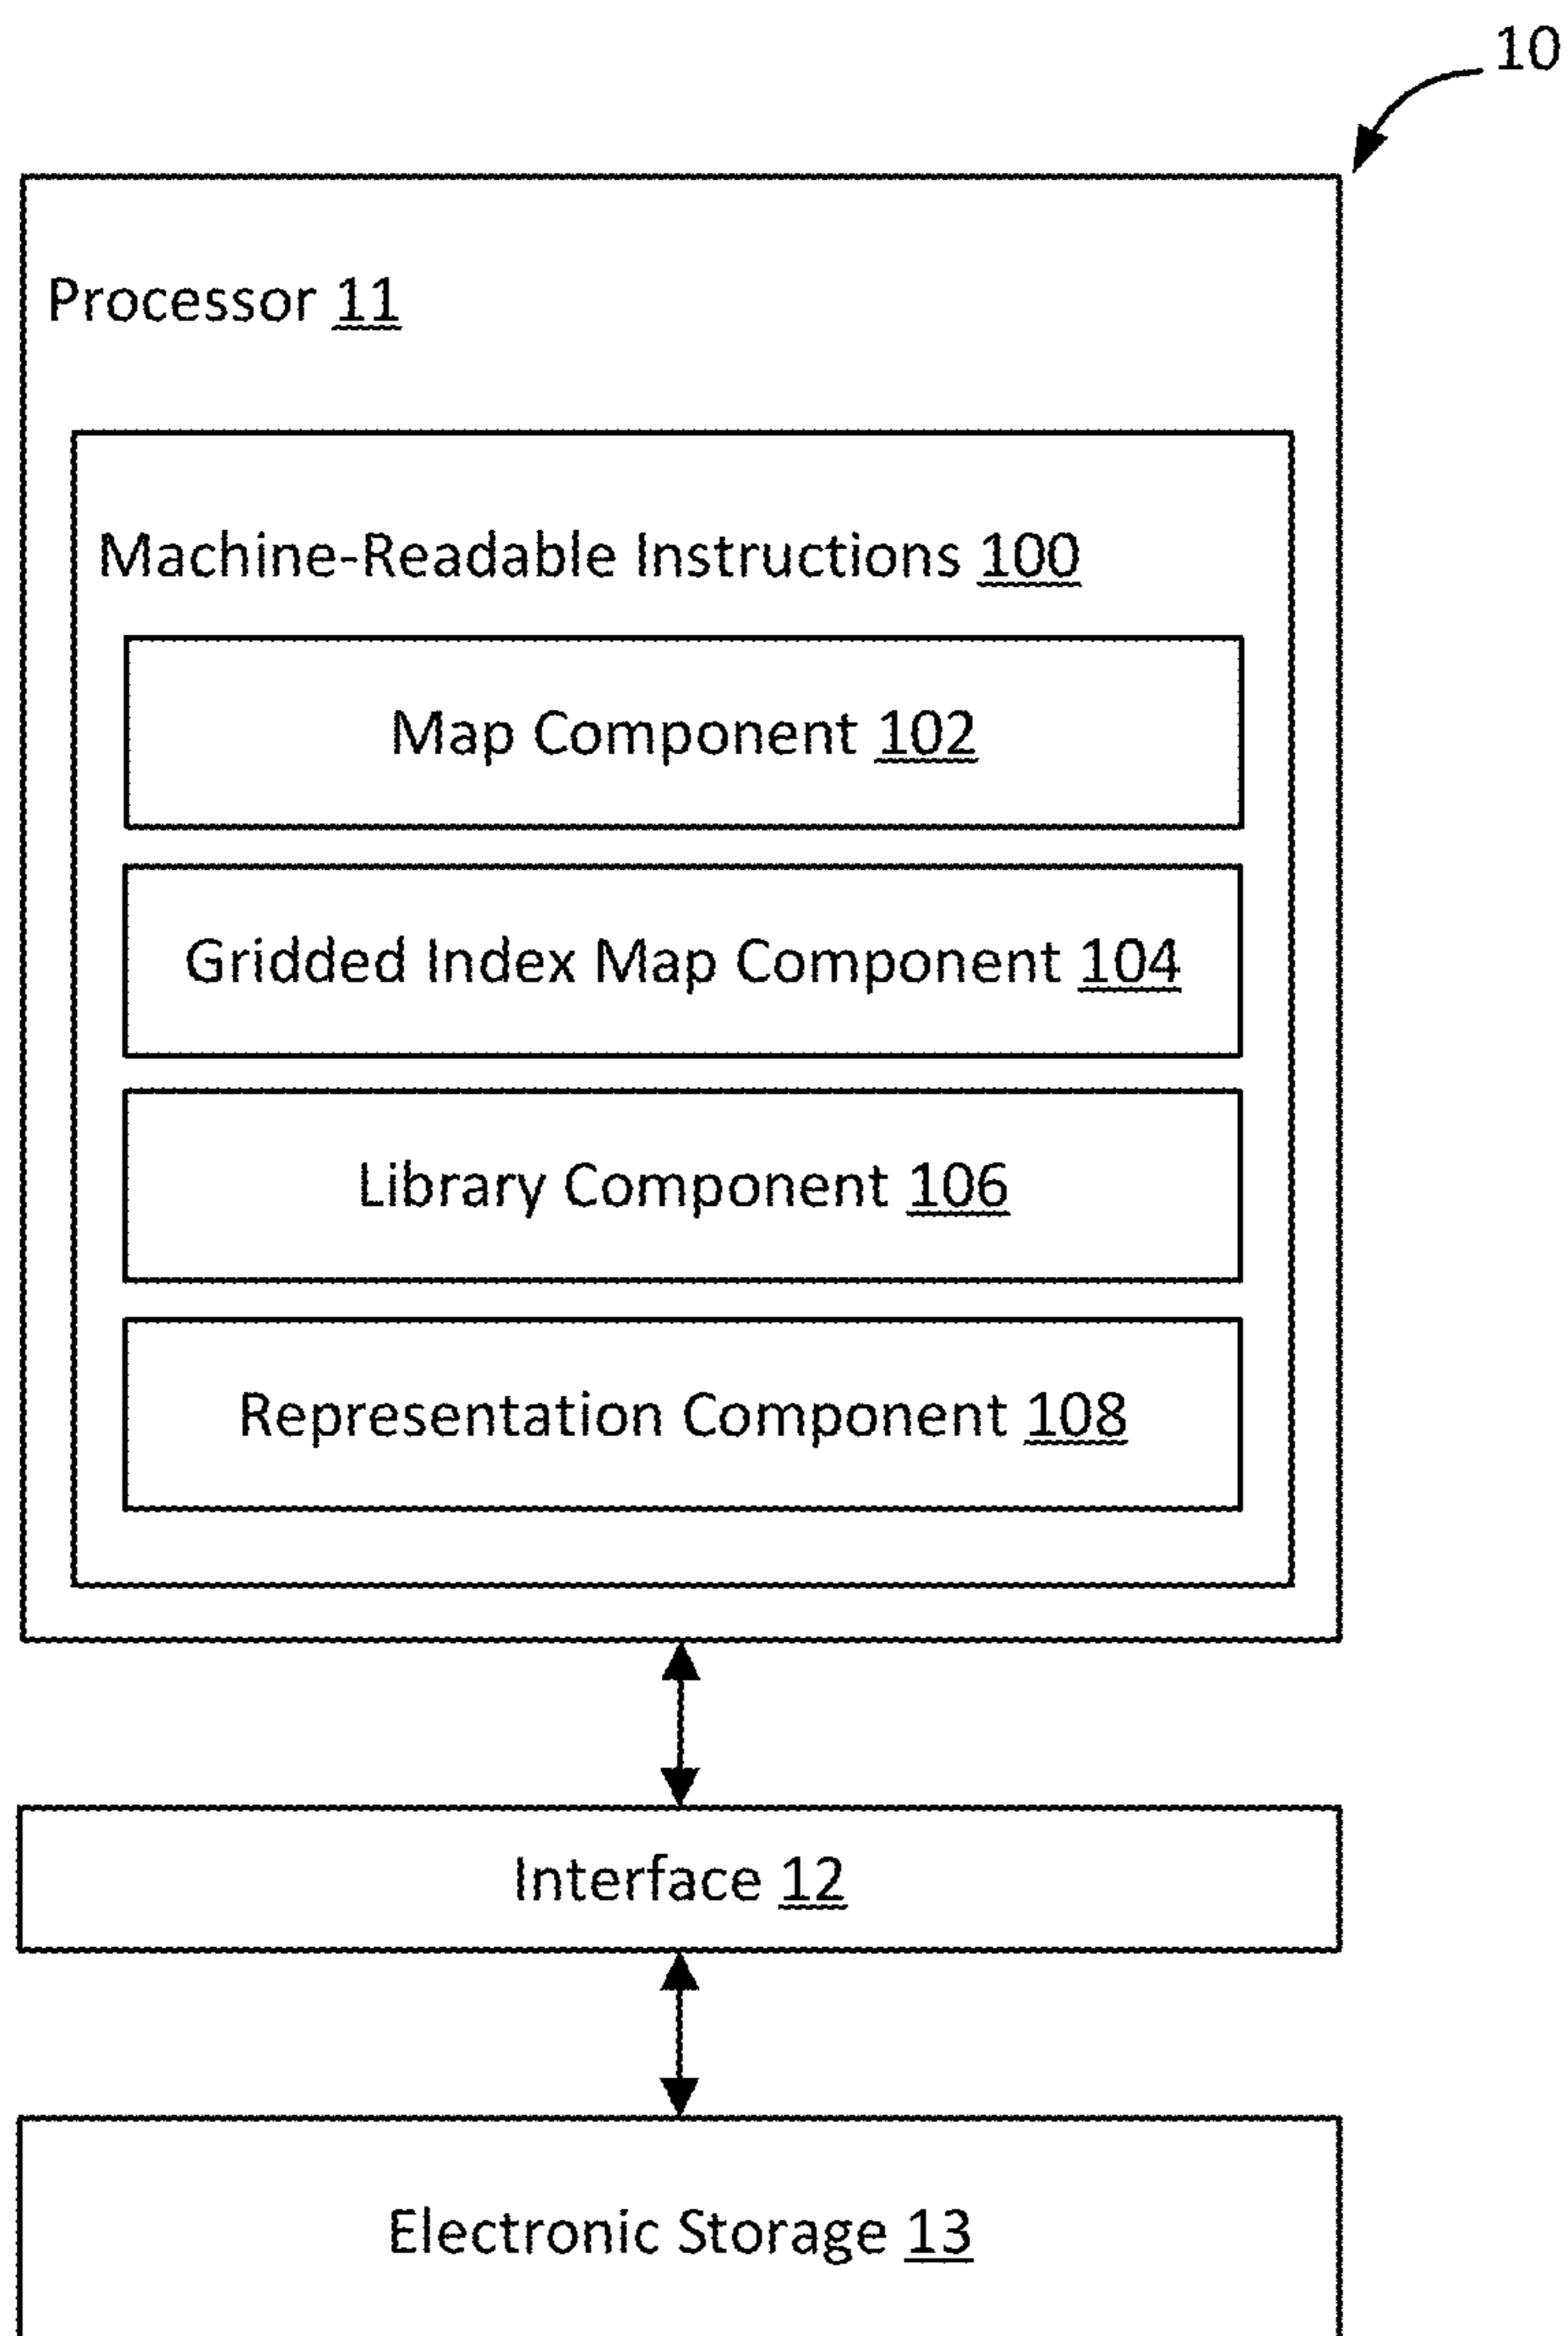 10
Processor 11
Machine-Readable Instructions 100
Map Component 102
Gridded Index Map Component 104
Library Component 106
Representation Component 108
Interface 12
Electronic Storage 13